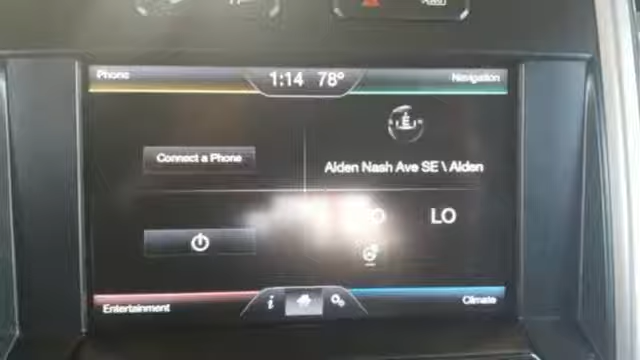 Phone
1:14 78°
Navigation
E
Connect a Phone
Alden Nash Ave SE \ Alden
LO
Entertainment
i
Climate